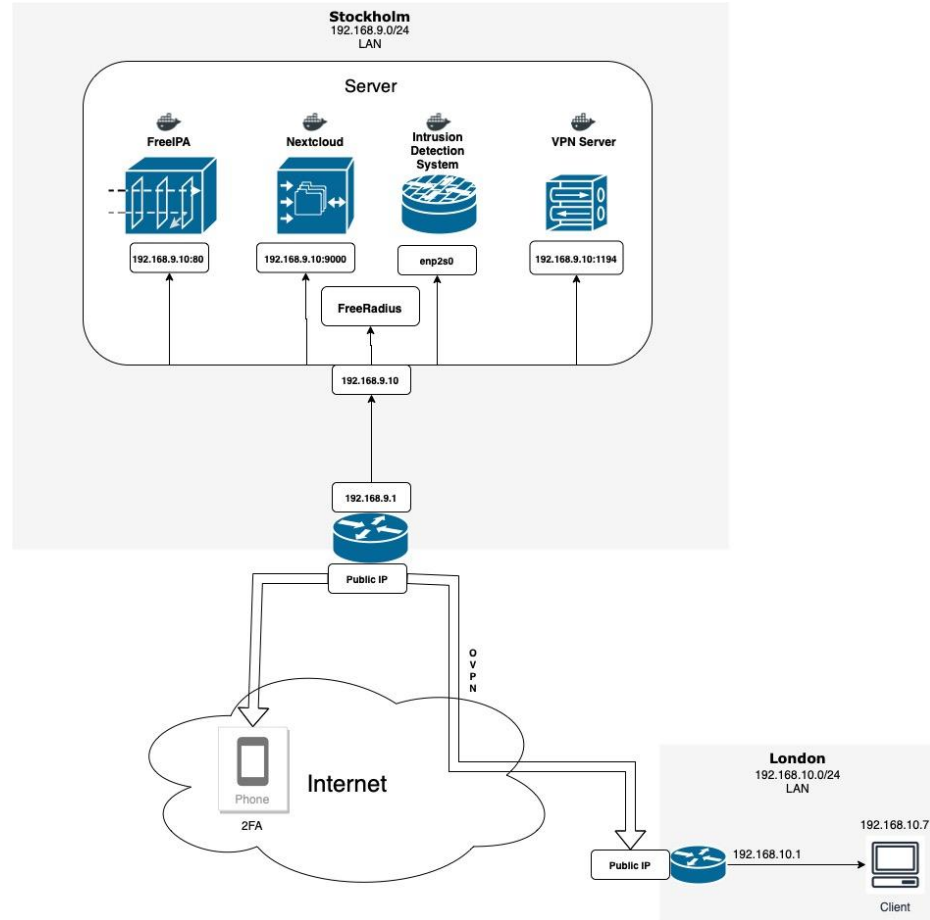 Stockholm
192.168.9.0/24
LAN
Server
FreeIPA
Nextcloud
Intrusion
Detection
System
VPN Server
192.168.9.10:80
192.168.9.10:9000
enp2s0
192.168.9.10:1194
FreeRadius
192.168.9.10
192.168.9.1
Public IP
O
V
P
N
Internet
Phone
2FA
London
192.168.10.0/24
LAN
192.168.10.7
Public IP
192.168.10.1
Client